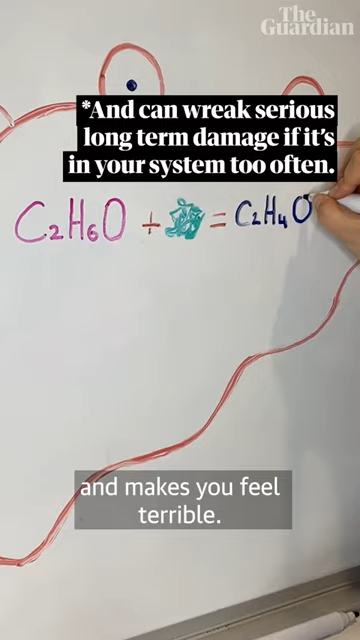 The
Guardian
*And can wreak serious
long term damage if it's
in your system too often.
C₂H₆O + = C₂H₄O
and makes you feel
terrible.